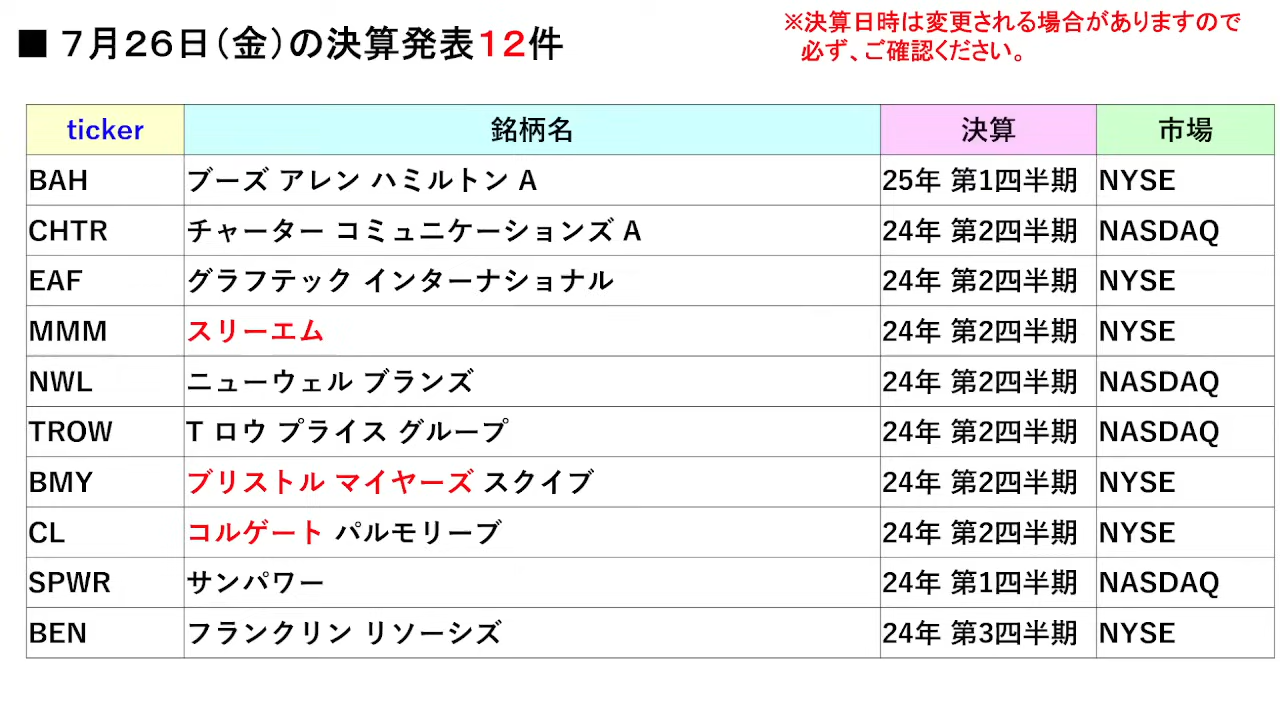 ■ 7月26日(金)の決算発表12件
※決算日時は変更される場合がありますので
必ず、ご確認ください。
ticker 銘柄名 決算 市場
BAH ブーズ アレン ハミルトン A 25年 第1四半期 NYSE
CHTR チャーター コミュニケーションズ A 24年 第2四半期 NASDAQ
EAF グラフテック インターナショナル 24年 第2四半期 NYSE
MMM スリーエム 24年 第2四半期 NYSE
NWL ニューウェル ブランズ 24年 第2四半期 NASDAQ
TROW T ロウ プライス グループ 24年 第2四半期 NASDAQ
BMY ブリストル マイヤーズ スクイブ 24年 第2四半期 NYSE
CL コルゲート パルモリーブ 24年 第2四半期 NYSE
SPWR サンパワー 24年 第1四半期 NASDAQ
BEN フランクリン リソーシズ 24年 第3四半期 NYSE